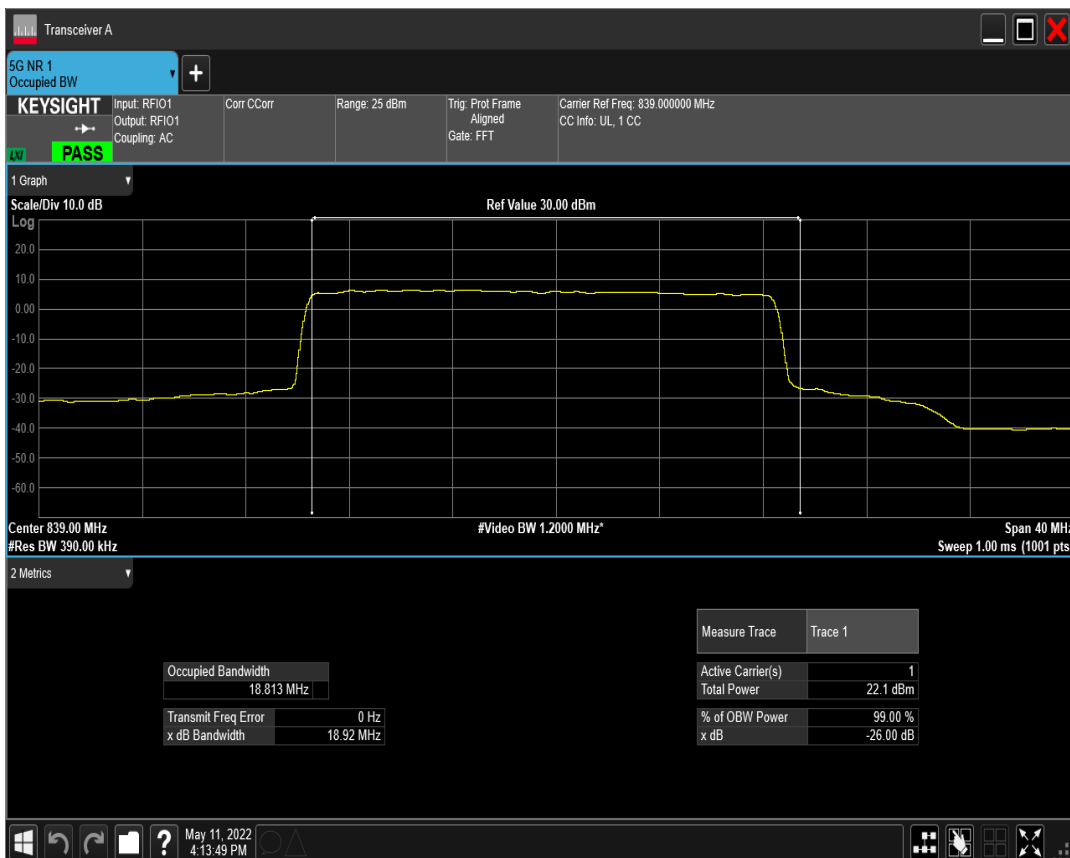 Transceiver A
5G NR 1
Occupied BW
KEYSIGHT
LXI
PASS
Input: RFIO1
Output: RFIO1
Coupling: AC
Corr CCorr
Range: 25 dBm
Trig: Prot Frame
Aligned
Gate: FFT
Carrier Ref Freq: 839.000000 MHz
CC Info: UL, 1 CC
1 Graph
Scale/Div 10.0 dB
Ref Value 30.00 dBm
Log
20.0
10.0
0.00
-10.0
-20.0
-30.0
-40.0
-50.0
-60.0
Center 839.00 MHz
#Video BW 1.2000 MHz*
Span 40 MHz
#Res BW 390.00 kHz
Sweep 1.00 ms (1001 pts
2 Metrics
Measure Trace Trace 1
Occupied Bandwidth
18.813 MHz
Active Carrier(s) 1
Total Power 22.1 dBm
Transmit Freq Error 0 Hz
x dB Bandwidth 18.92 MHz
% of OBW Power 99.00 %
x dB -26.00 dB
?
May 11, 2022
4:13:49 PM